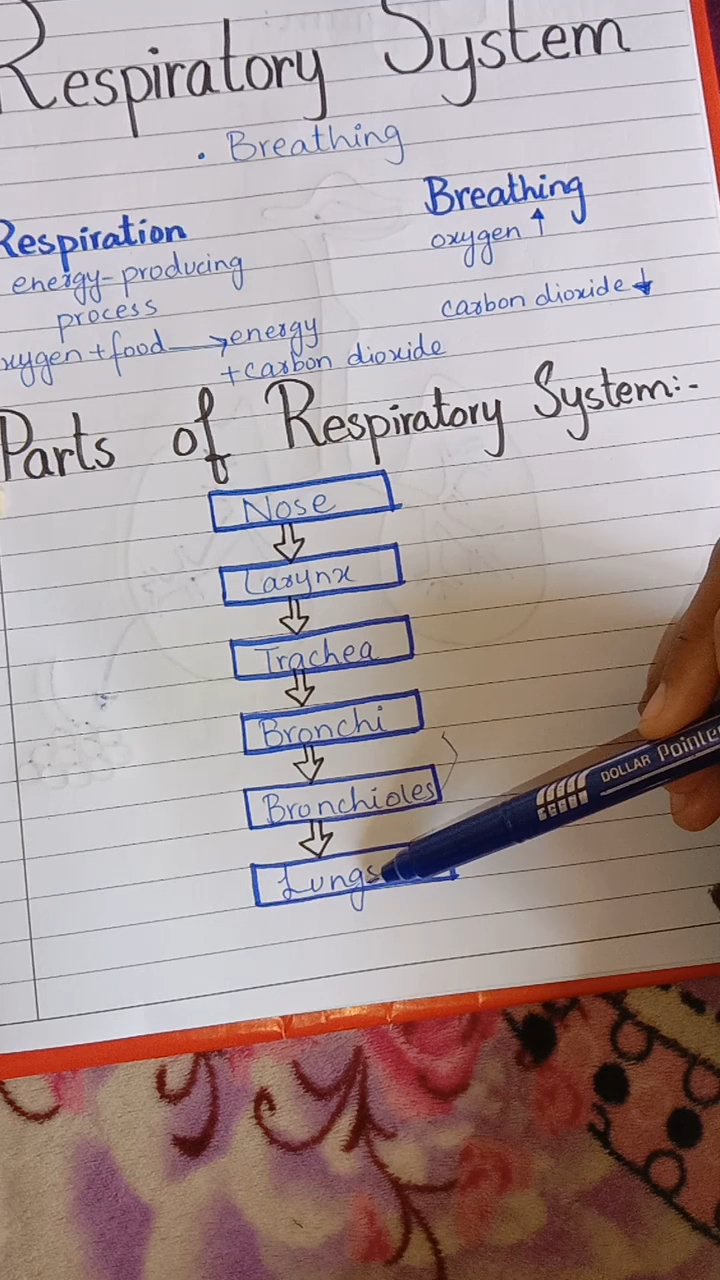 Respiratory System
. Breathing
Respiration
energy-producing
process
oxygen + food → energy
+ carbon dioxide
Breathing
oxygen ↑
carbon dioxide ↓
Parts of Respiratory System:-
Nose
Larynx
Trachea
Bronchi
Bronchioles
Lungs
DOLLAR Pointer